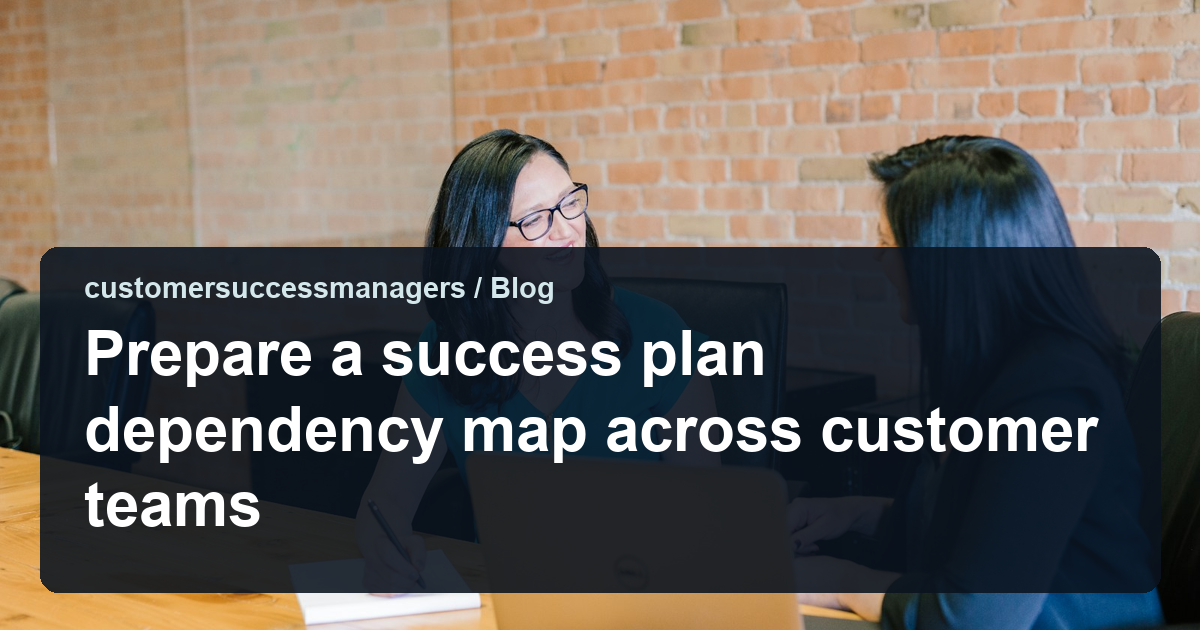 customersuccessmanagers / Blog
Prepare a success plan
dependency map across customer
teams